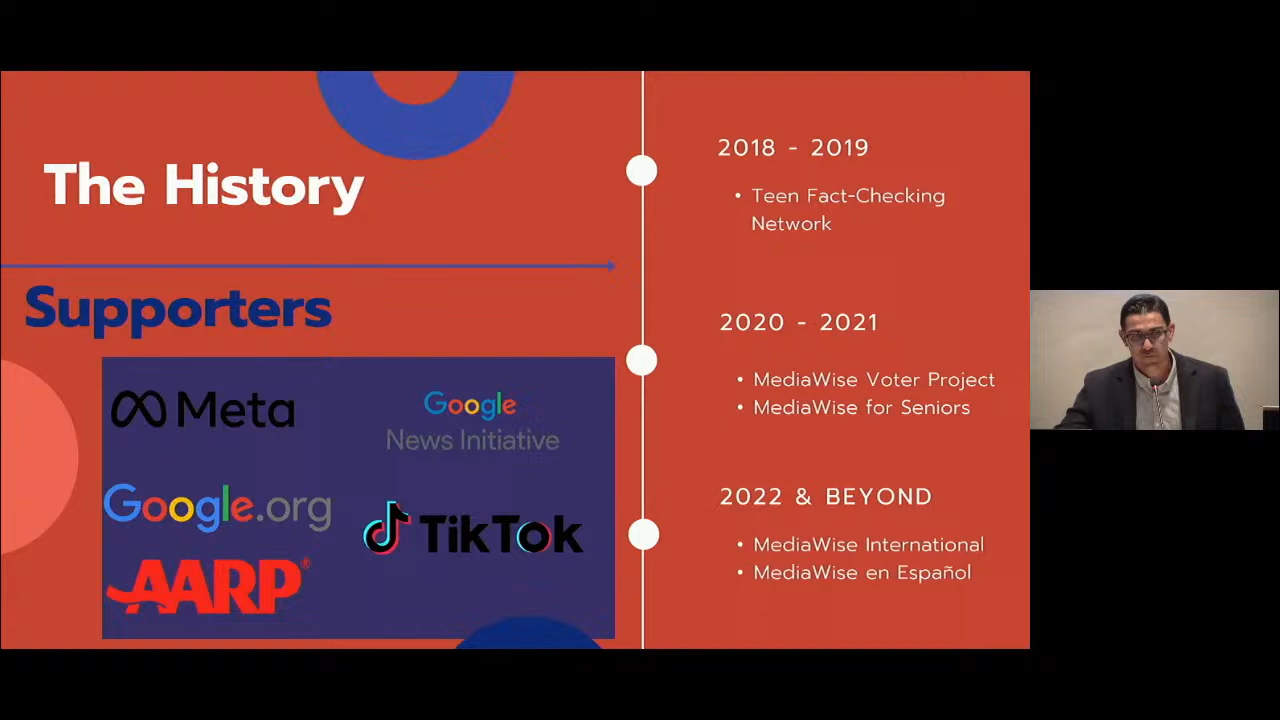 The History
Supporters
Meta
Google
News Initiative
Google.org
TikTok
AARP®
2018 - 2019
• Teen Fact-Checking
Network
2020 - 2021
• MediaWise Voter Project
• MediaWise for Seniors
2022 & BEYOND
• MediaWise International
• MediaWise en Español